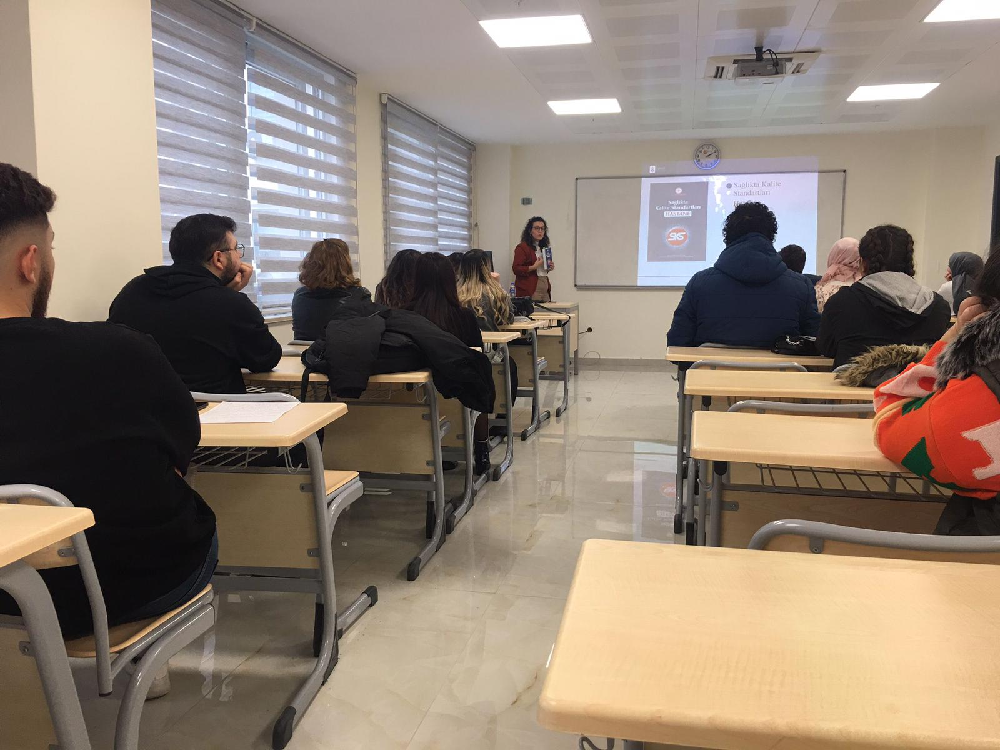 Sağlıkta
Kalite Standartları
HASTANE
SKS
Sağlıkta Kalite
Standartları